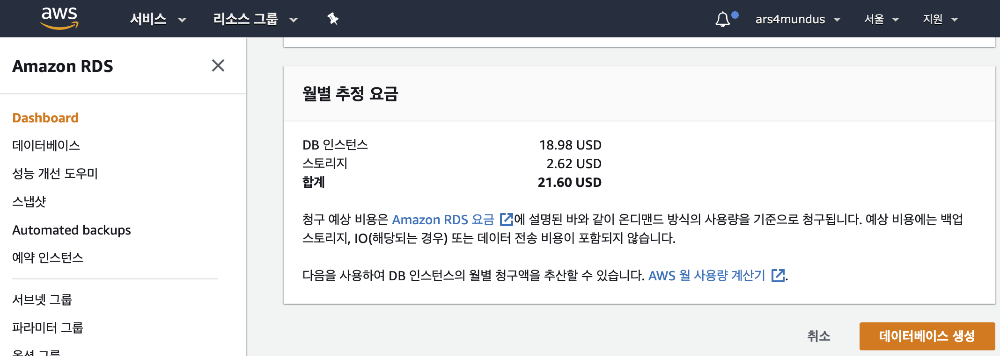 aws 서비스 리소스 그룹 ars4mundus 서울 지원
Amazon RDS
Dashboard
데이터베이스
성능 개선 도우미
스냅샷
Automated backups
예약 인스턴스
서브넷 그룹
파라미터 그룹
옵션 그룹
월별 추정 요금
DB 인스턴스 18.98 USD
스토리지 2.62 USD
합계 21.60 USD
청구 예상 비용은 Amazon RDS 요금 에 설명된 바와 같이 온디맨드 방식의 사용량을 기준으로 청구됩니다. 예상 비용에는 백업
스토리지, IO(해당되는 경우) 또는 데이터 전송 비용이 포함되지 않습니다.
다음을 사용하여 DB 인스턴스의 월별 청구액을 추산할 수 있습니다. AWS 월 사용량 계산기 .
취소 데이터베이스 생성